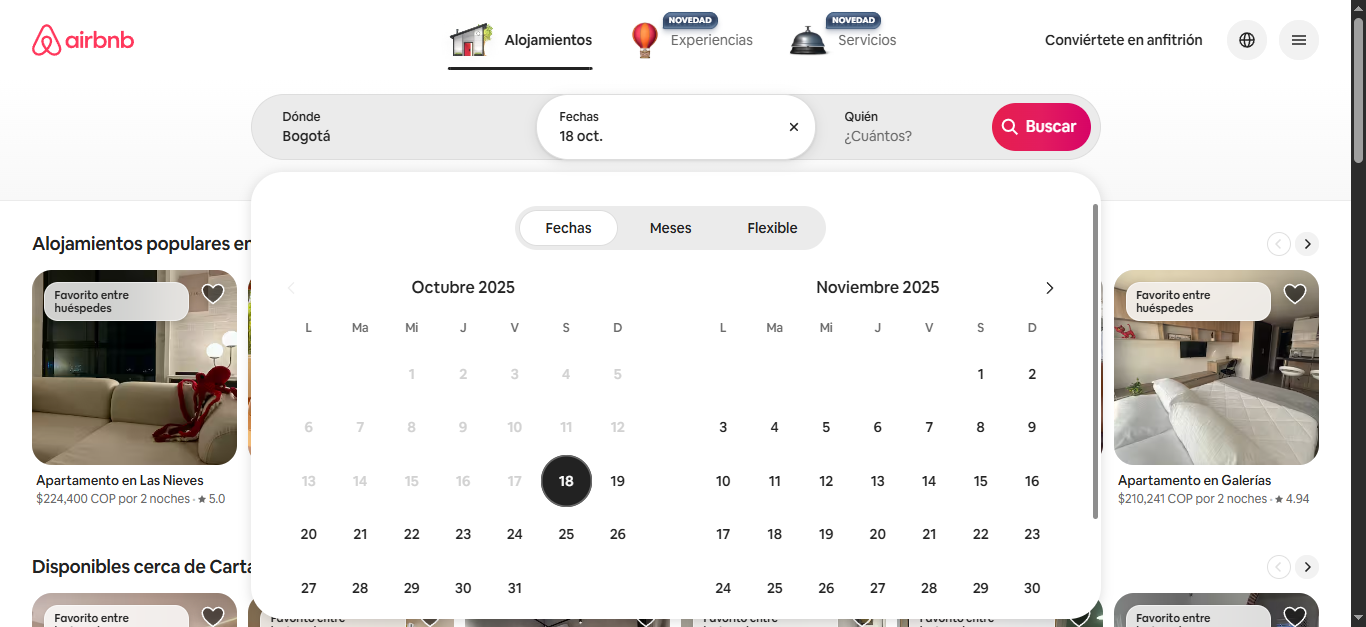 airbnb
Alojamientos
NOVEDAD
Experiencias
NOVEDAD
Servicios
Conviértete en anfitrión
Dónde
Bogotá
Fechas
18 oct.
Quién
¿Cuántos?
Buscar
Fechas
Meses
Flexible
Octubre 2025
L Ma Mi J V S D
1 2 3 4 5
6 7 8 9 10 11 12
13 14 15 16 17 18 19
20 21 22 23 24 25 26
27 28 29 30 31
Noviembre 2025
L Ma Mi J V S D
1 2
3 4 5 6 7 8 9
10 11 12 13 14 15 16
17 18 19 20 21 22 23
24 25 26 27 28 29 30
Alojamientos populares en
Favorito entre
huéspedes
Apartamento en Las Nieves
$224,400 COP por 2 noches · ★ 5.0
Favorito entre
huéspedes
Apartamento en Galerías
$210,241 COP por 2 noches · ★ 4.94
Disponibles cerca de Carta
Favorito entre
Favorito entre
Favorito entre
Favorito entre
Favorito entre